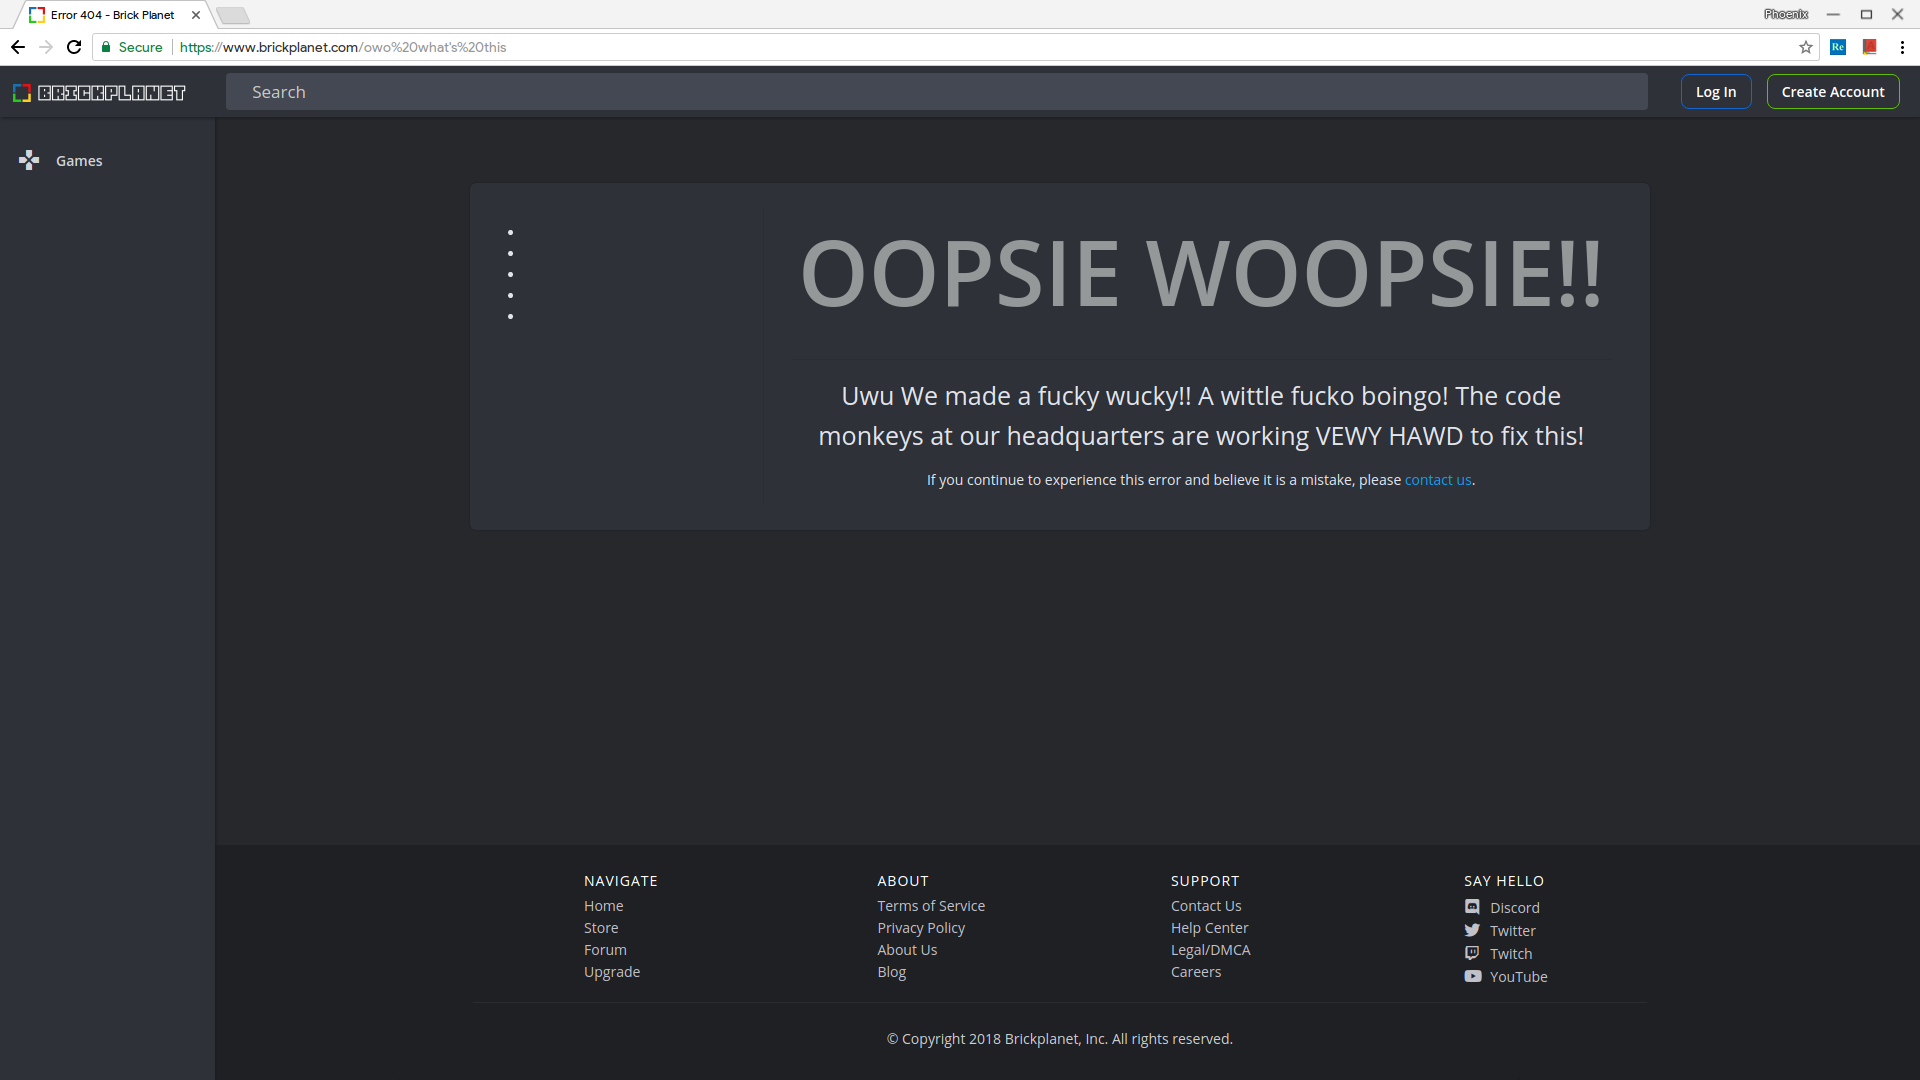 Error 404 - Brick Planet
Phoenix
Secure https://www.brickplanet.com/owo%20what's%20this
Re
BRICKPLANET
Search
Log In
Create Account
Games
OOPSIE WOOPSIE!!
Uwu We made a fucky wucky!! A wittle fucko boingo! The code
monkeys at our headquarters are working VEWY HAWD to fix this!
If you continue to experience this error and believe it is a mistake, please contact us.
NAVIGATE
Home
Store
Forum
Upgrade
ABOUT
Terms of Service
Privacy Policy
About Us
Blog
SUPPORT
Contact Us
Help Center
Legal/DMCA
Careers
SAY HELLO
Discord
Twitter
Twitch
YouTube
© Copyright 2018 Brickplanet, Inc. All rights reserved.